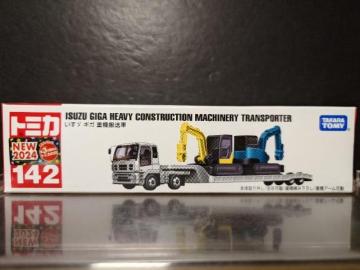 トミカ
ISUZU GIGA HEAVY CONSTRUCTION MACHINERY TRANSPORTER
いすゞ ギガ 重機搬送車
TAKARA TOMY
NEW
2024
142